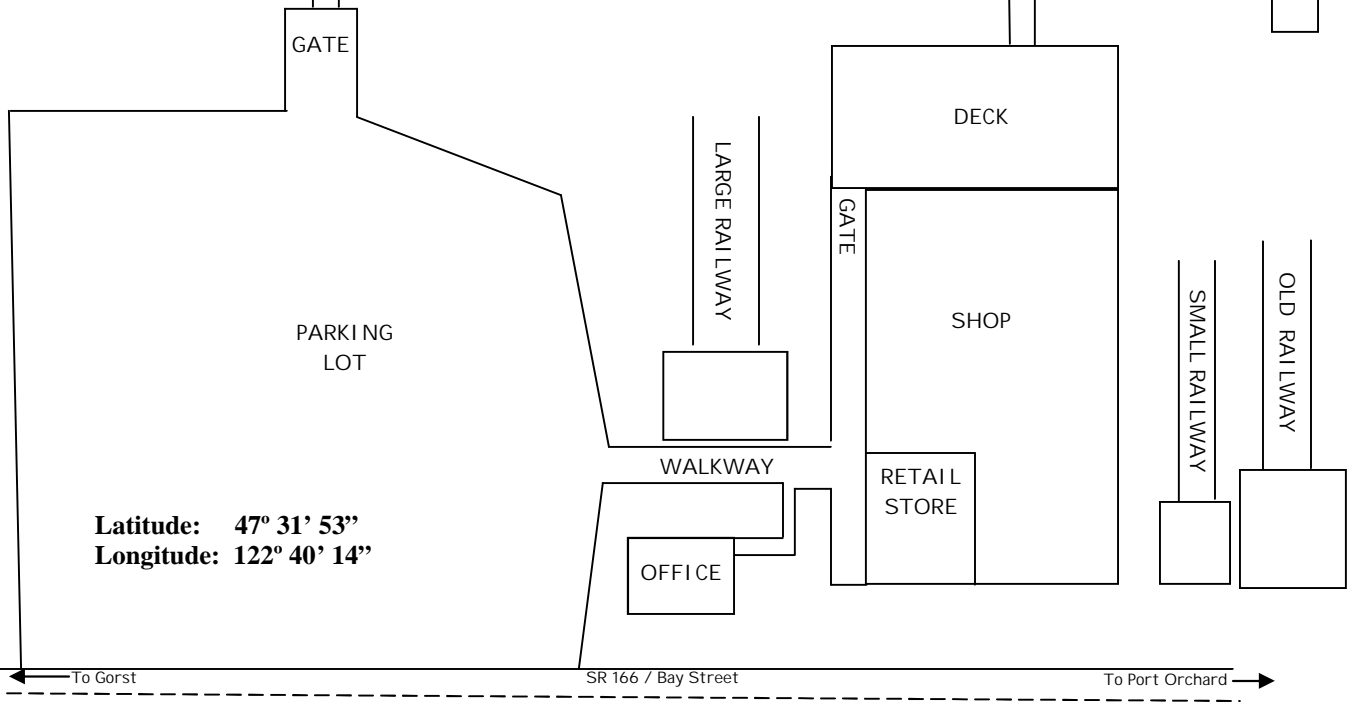 GATE
DECK
LARGE RAILWAY
GATE
SHOP
SMALL RAILWAY
OLD RAILWAY
PARKING
LOT
WALKWAY
RETAIL
STORE
Latitude: 47º 31’ 53”
Longitude: 122º 40’ 14”
OFFICE
To Gorst
SR 166 / Bay Street
To Port Orchard